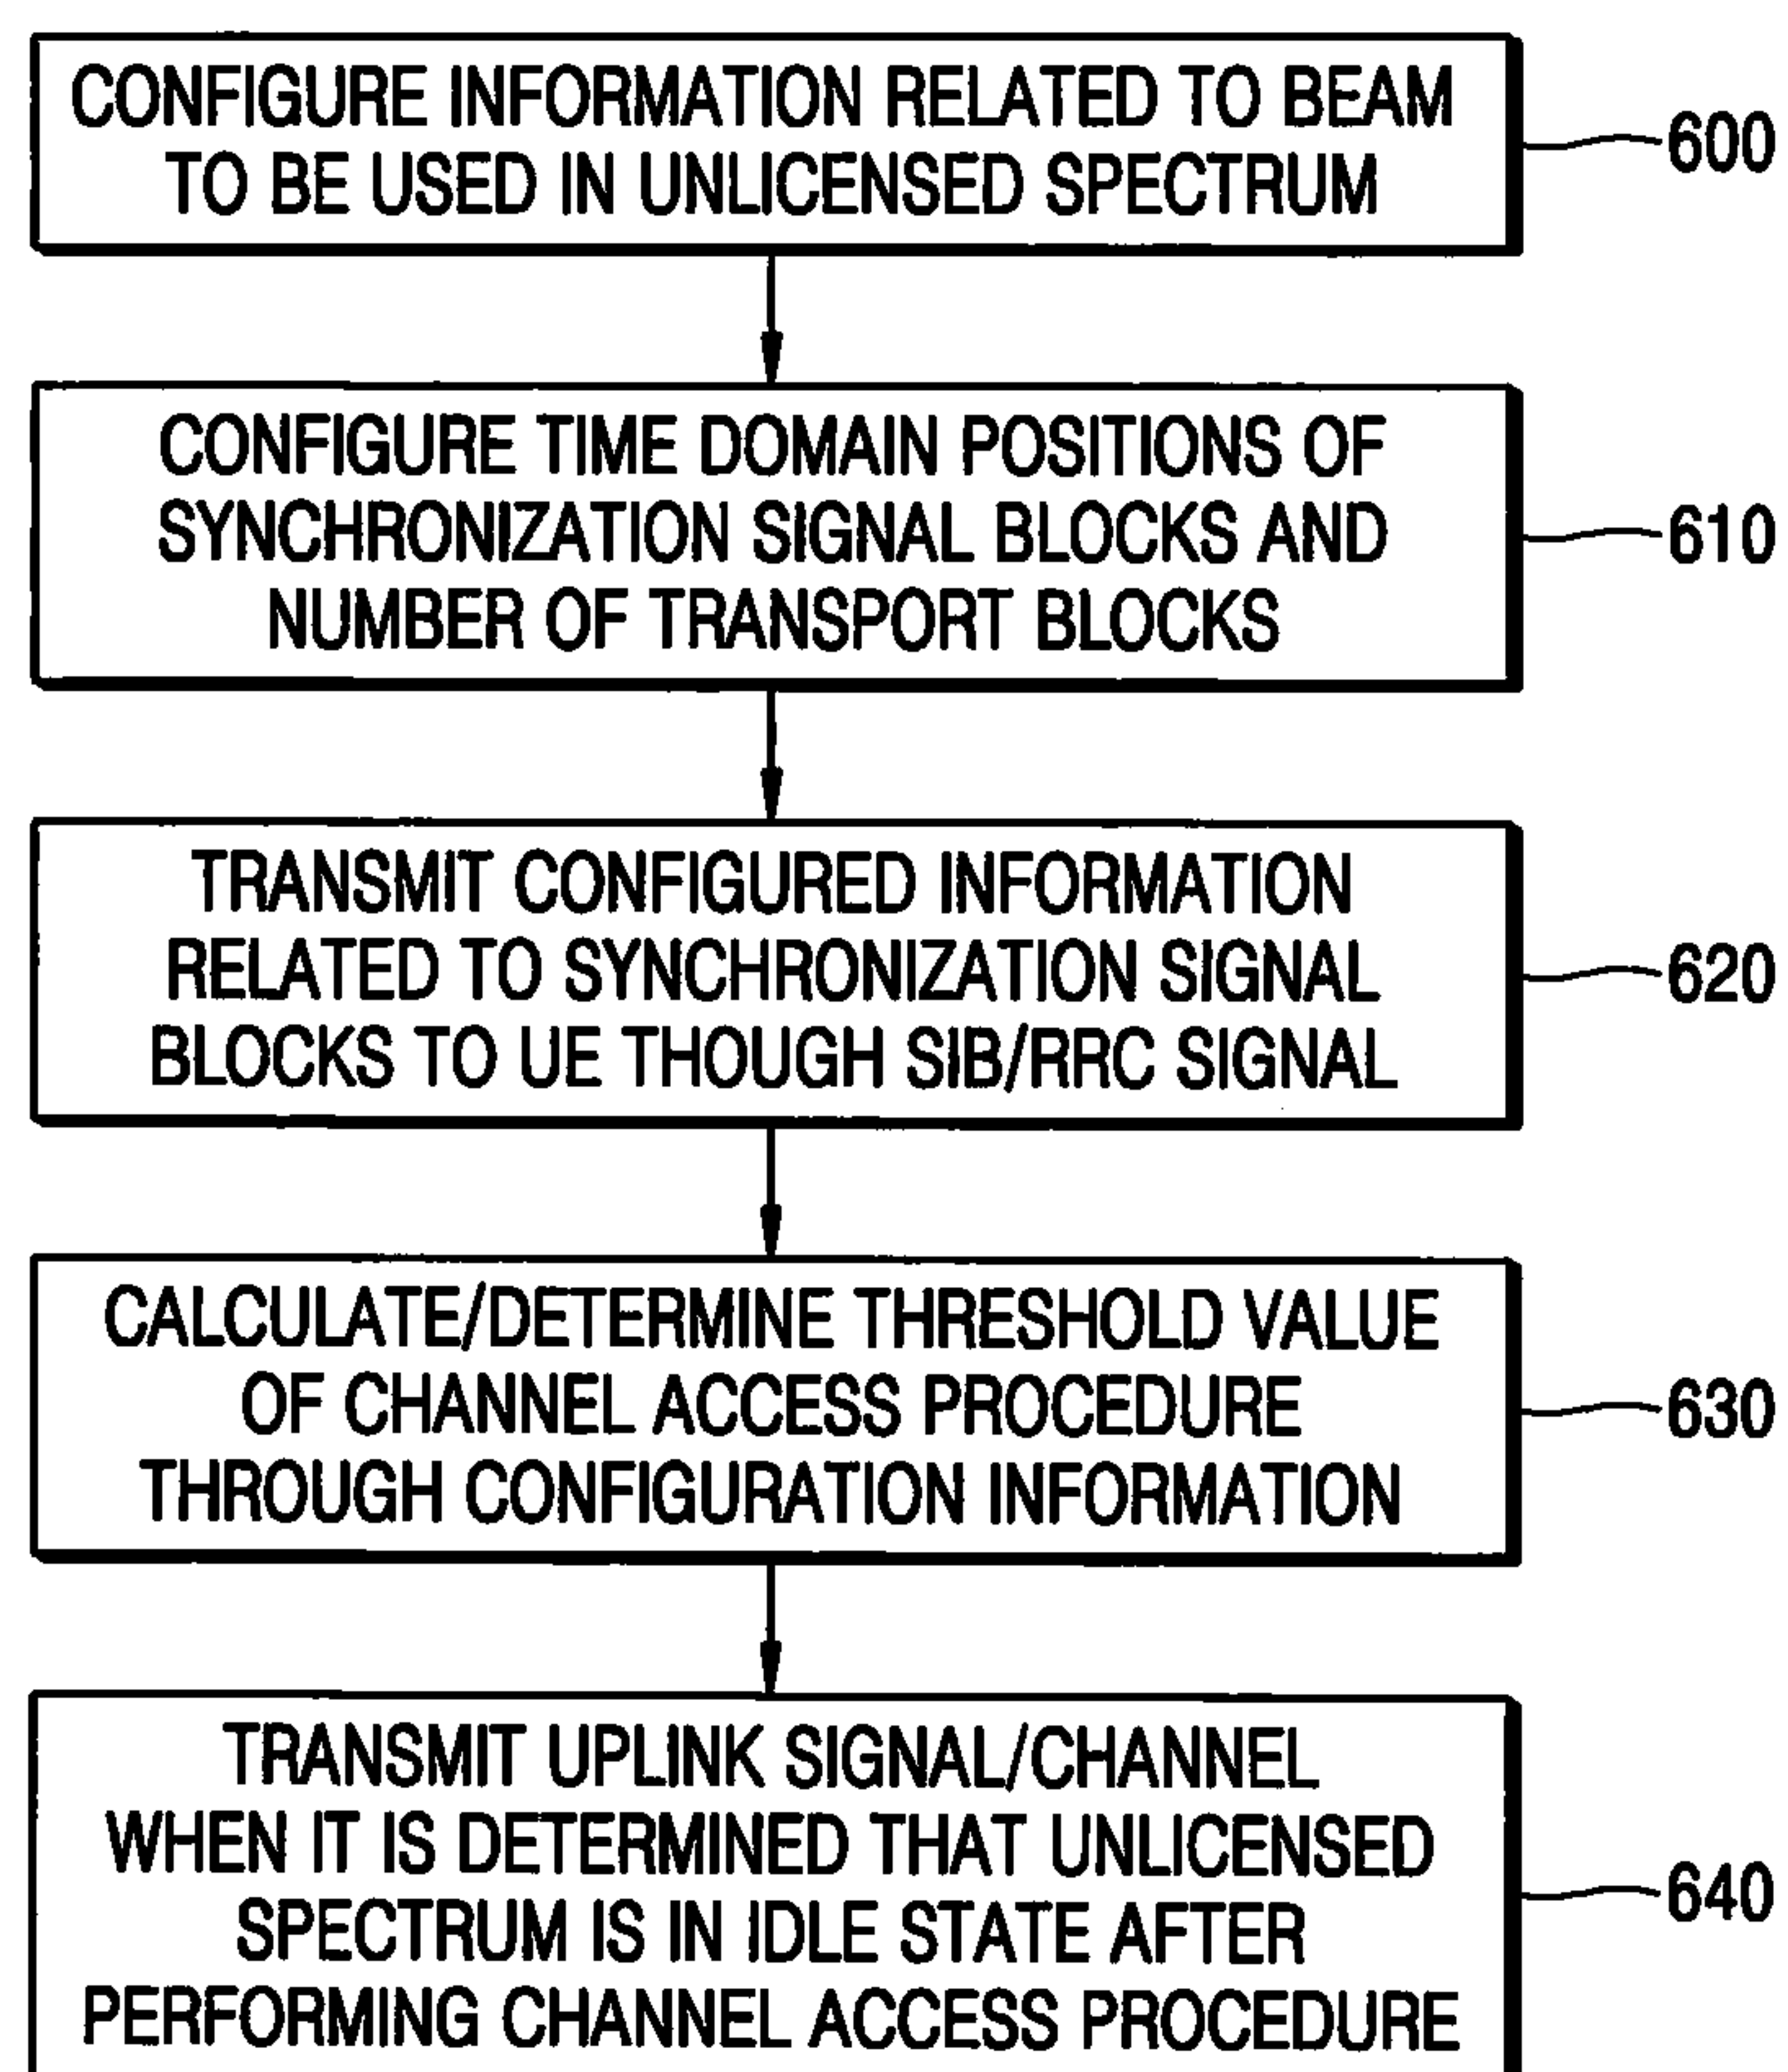 CONFIGURE INFORMATION RELATED TO BEAM
TO BE USED IN UNLICENSED SPECTRUM
600
CONFIGURE TIME DOMAIN POSITIONS OF
SYNCHRONIZATION SIGNAL BLOCKS AND
NUMBER OF TRANSPORT BLOCKS
610
TRANSMIT CONFIGURED INFORMATION
RELATED TO SYNCHRONIZATION SIGNAL
BLOCKS TO UE THOUGH SIB/RRC SIGNAL
620
CALCULATE/DETERMINE THRESHOLD VALUE
OF CHANNEL ACCESS PROCEDURE
THROUGH CONFIGURATION INFORMATION
630
TRANSMIT UPLINK SIGNAL/CHANNEL
WHEN IT IS DETERMINED THAT UNLICENSED
SPECTRUM IS IN IDLE STATE AFTER
PERFORMING CHANNEL ACCESS PROCEDURE
640